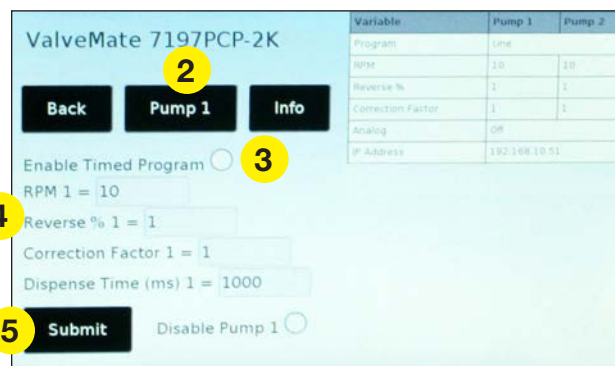 ValveMate 7197PCP-2K
2
Back Pump 1 Info
Enable Timed Program 3
RPM 1 = 10
4
Reverse % 1 = 1
Correction Factor 1 = 1
Dispense Time (ms) 1 = 1000
5 Submit Disable Pump 1
Variable Pump 1 Pump 2
Program Line
RPM 10 10
Reverse % 1 1
Correction Factor 1 1
Analog Off
IP Address 192.168.10.51